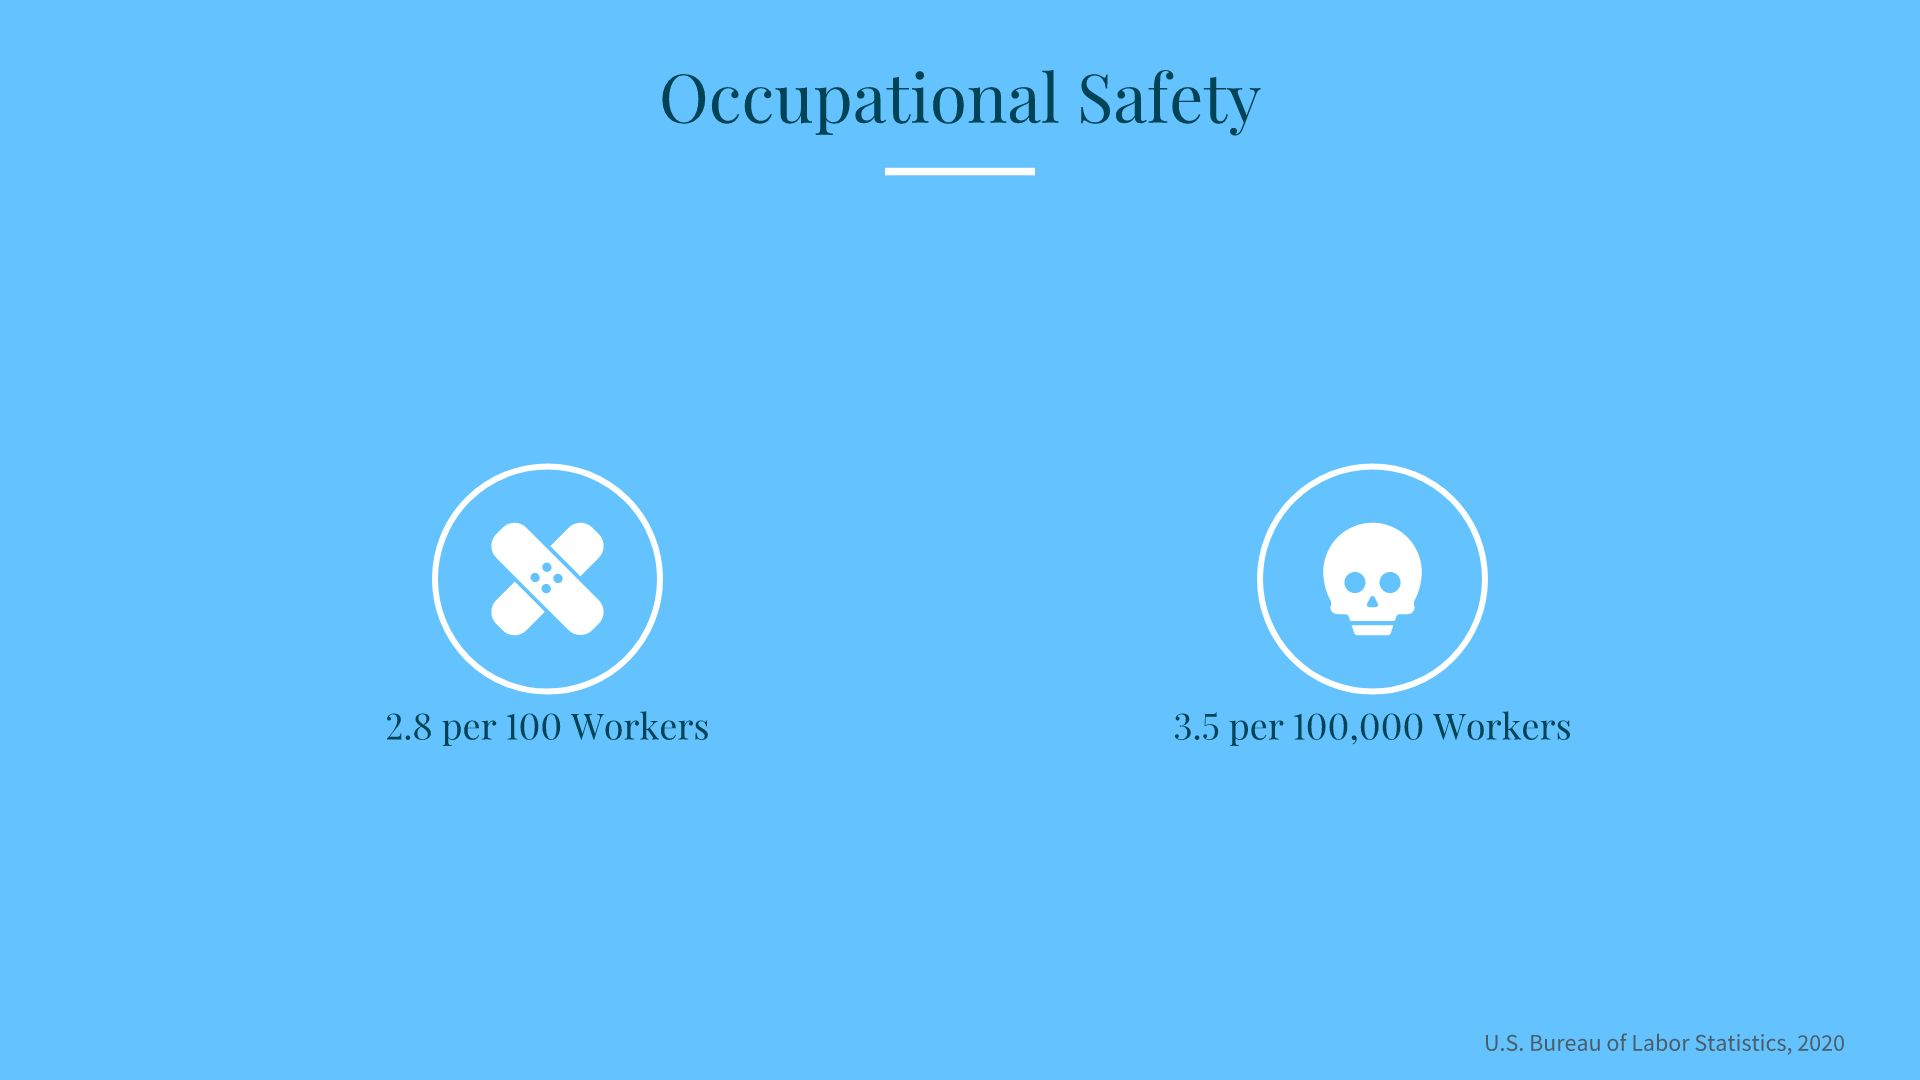 Occupational Safety
2.8 per 100 Workers
3.5 per 100,000 Workers
U.S. Bureau of Labor Statistics, 2020